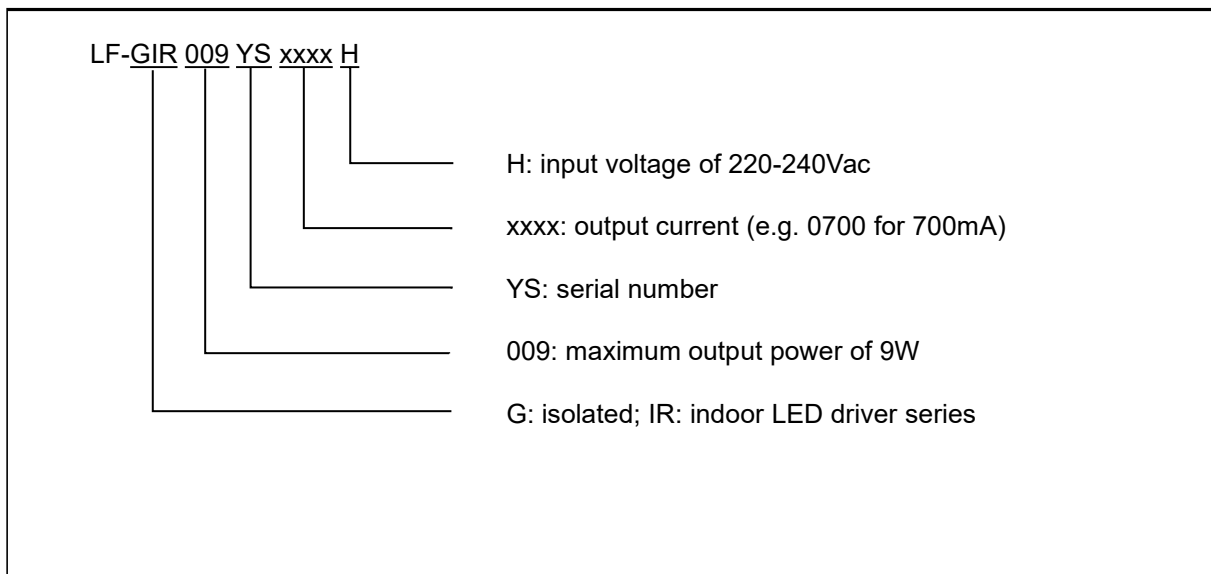 LF-GIR 009 YS xxxx H
H: input voltage of 220-240Vac
xxxx: output current (e.g. 0700 for 700mA)
YS: serial number
009: maximum output power of 9W
G: isolated; IR: indoor LED driver series